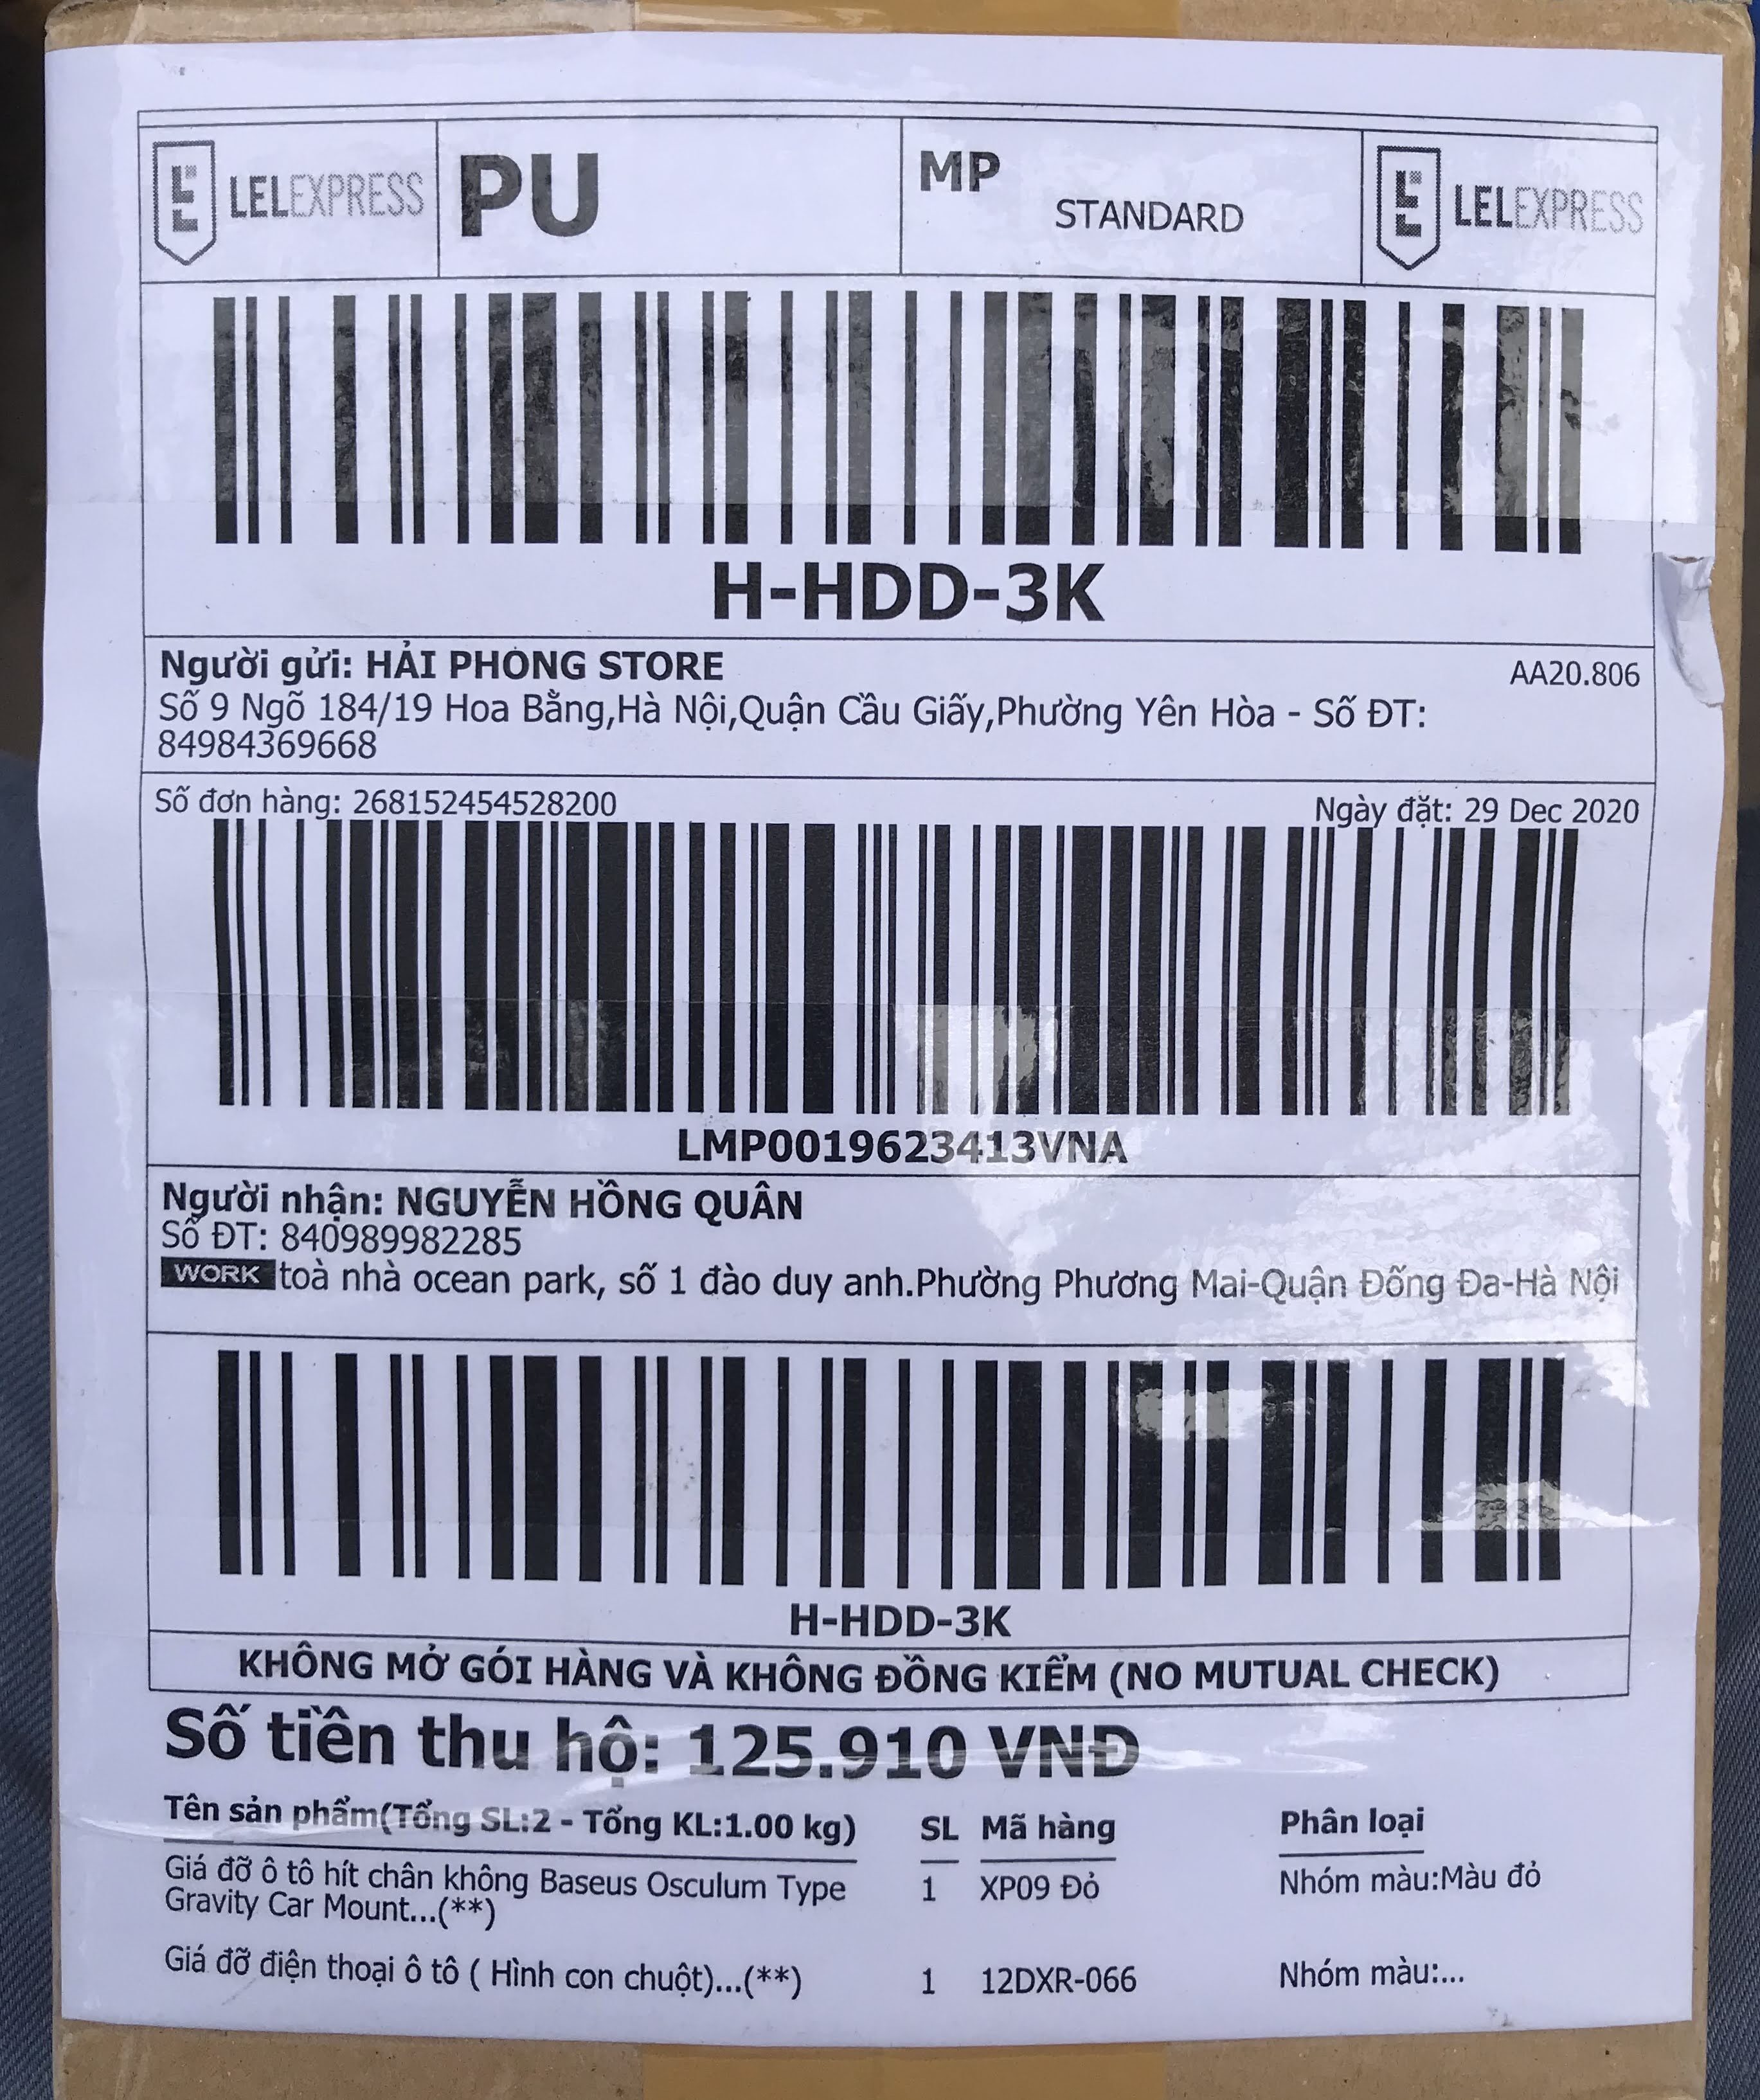 LELEXPRESS
PU
MP
STANDARD
LELEXPRESS
H-HDD-3K
Người gửi: HẢI PHONG STORE
AA20.806
Số 9 Ngõ 184/19 Hoa Bằng,Hà Nội,Quận Cầu Giấy,Phường Yên Hòa - Số ĐT:
84984369668
Số đơn hàng: 268152454528200
Ngày đặt: 29 Dec 2020
LMP0019623413VNA
Người nhận: NGUYỄN HỒNG QUÂN
Số ĐT: 840989982285
WORK toà nhà ocean park, số 1 đào duy anh.Phường Phương Mai-Quận Đống Đa-Hà Nội
H-HDD-3K
KHÔNG MỞ GÓI HÀNG VÀ KHÔNG ĐỒNG KIỂM (NO MUTUAL CHECK)
Số tiền thu hộ: 125.910 VNĐ
Tên sản phẩm(Tổng SL:2 - Tổng KL:1.00 kg) SL Mã hàng Phân loại
Giá đỡ ô tô hít chân không Baseus Osculum Type 1 XP09 Đỏ Nhóm màu:Màu đỏ
Gravity Car Mount...(**)
Giá đỡ điện thoại ô tô ( Hình con chuột)...(**) 1 12DXR-066 Nhóm màu:...